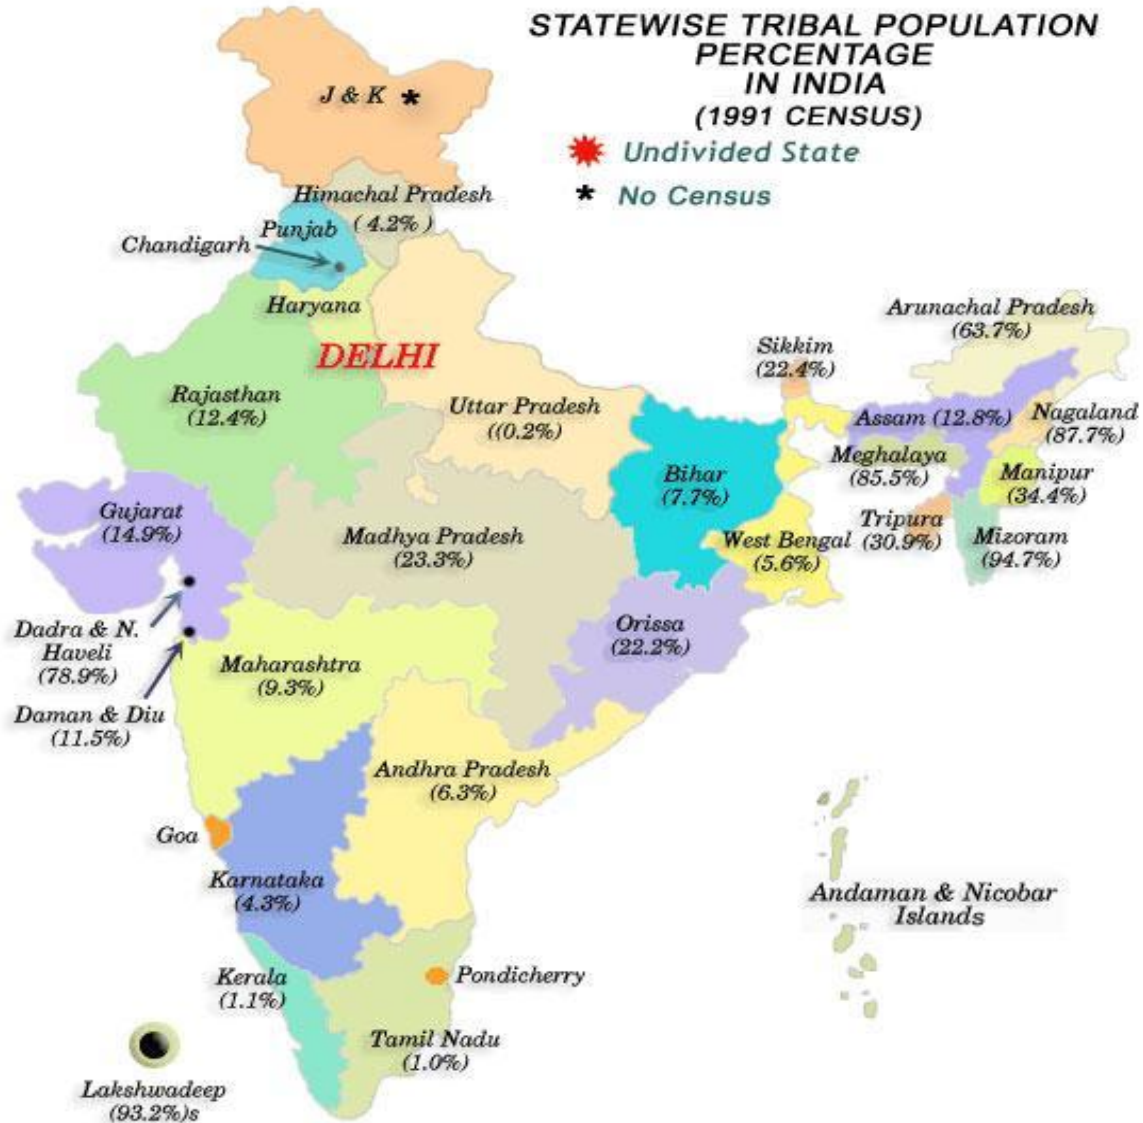 STATEWISE TRIBAL POPULATION
PERCENTAGE
IN INDIA
(1991 CENSUS)
Undivided State
* No Census
J & K *
Himachal Pradesh
( 4.2% )
Punjab
Chandigarh
Haryana
DELHI
Rajasthan
(12.4%)
Uttar Pradesh
((0.2%)
Sikkim
(22.4%)
Arunachal Pradesh
(63.7%)
Assam (12.8%)
Nagaland
(87.7%)
Meghalaya
(85.5%)
Manipur
(34.4%)
Tripura
(30.9%)
Mizoram
(94.7%)
Bihar
(7.7%)
West Bengal
(5.6%)
Gujarat
(14.9%)
Madhya Pradesh
(23.3%)
Orissa
(22.2%)
Dadra & N.
Haveli
(78.9%)
Daman & Diu
(11.5%)
Maharashtra
(9.3%)
Andhra Pradesh
(6.3%)
Goa
Karnataka
(4.3%)
Andaman & Nicobar
Islands
Kerala
(1.1%)
Pondicherry
Tamil Nadu
(1.0%)
Lakshwadeep
(93.2%)s